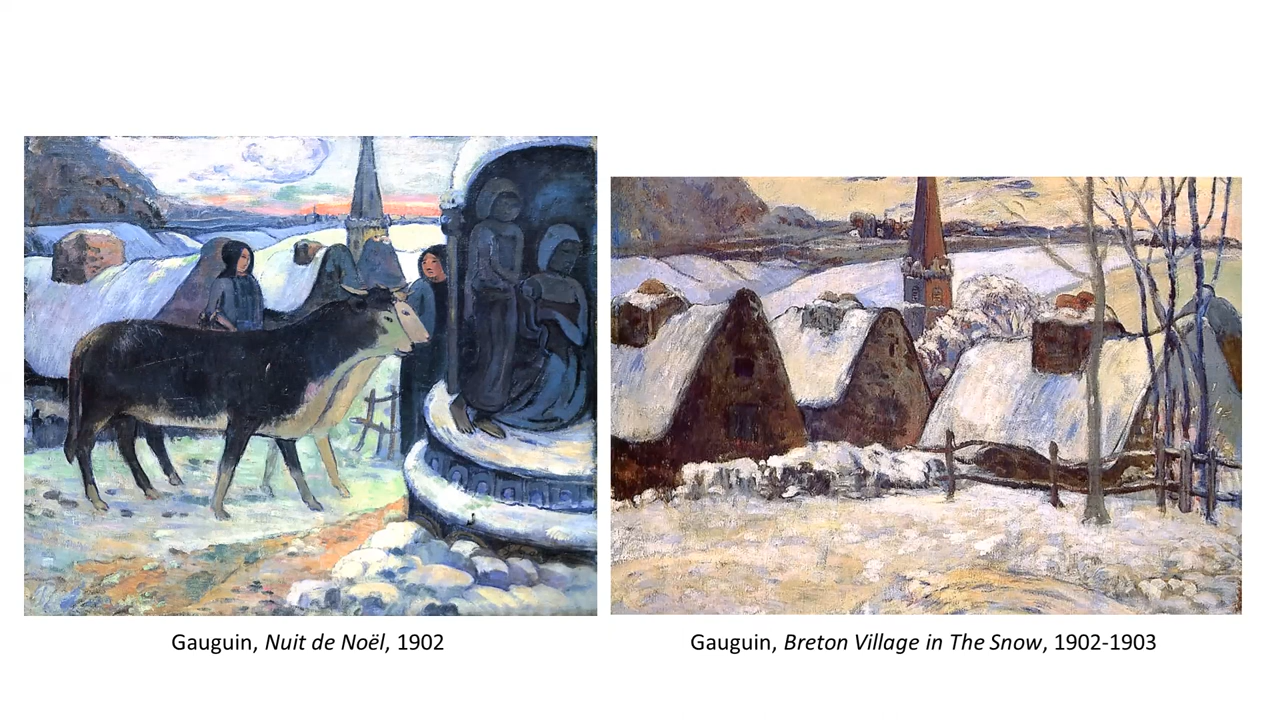 Gauguin, Nuit de Noël, 1902
Gauguin, Breton Village in The Snow, 1902-1903